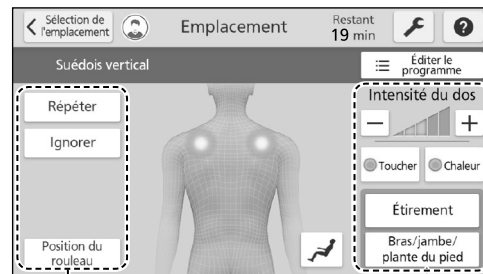 Sélection de
l'emplacement
Emplacement
Restant
19 min
?
Suédois vertical
Éditer le
programme
Répéter
Ignorer
Position du
rouleau
Intensité du dos
− +
Toucher Chaleur
Étirement
Bras/jambe/
plante du pied